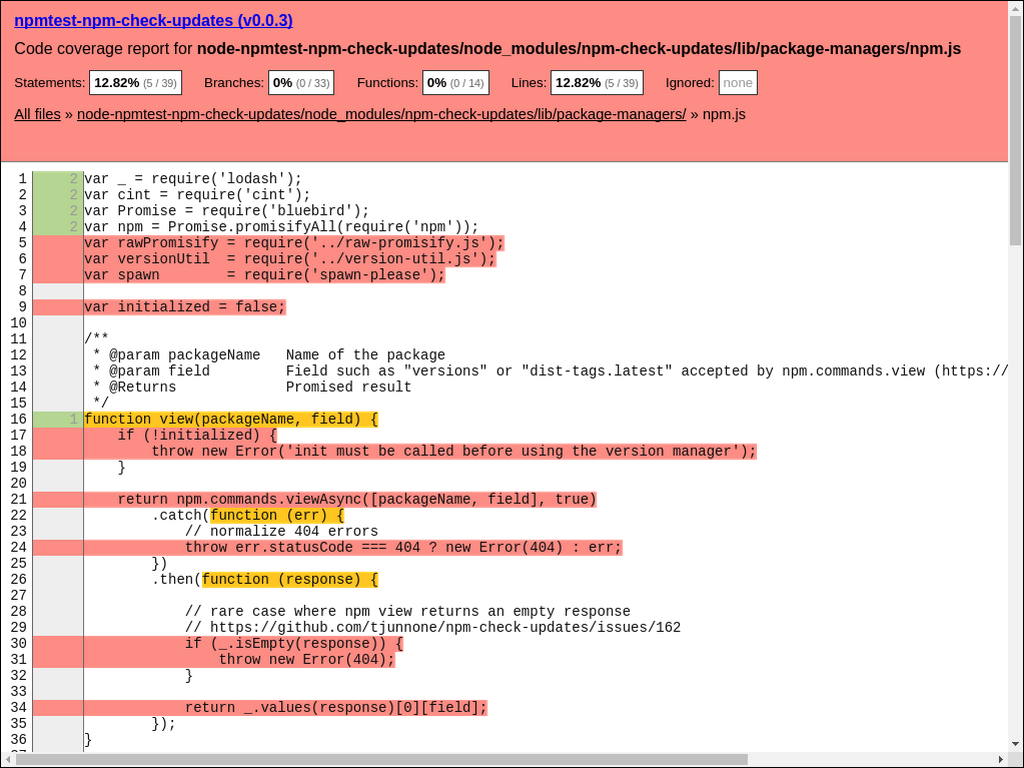 npmtest-npm-check-updates (v0.0.3)
Code coverage report for node-npmtest-npm-check-updates/node_modules/npm-check-updates/lib/package-managers/npm.js
Statements: 12.82% (5 / 39) Branches: 0% (0 / 33) Functions: 0% (0 / 14) Lines: 12.82% (5 / 39) Ignored: none
All files » node-npmtest-npm-check-updates/node_modules/npm-check-updates/lib/package-managers/ » npm.js
1 2 var _ = require('lodash');
2 2 var cint = require('cint');
3 2 var Promise = require('bluebird');
4 2 var npm = Promise.promisifyAll(require('npm'));
5 var rawPromisify = require('../raw-promisify.js');
6 var versionUtil  = require('../version-util.js');
7 var spawn        = require('spawn-please');
8
9 var initialized = false;
10
11 /**
12  * @param packageName   Name of the package
13  * @param field         Field such as "versions" or "dist-tags.latest" accepted by npm.commands.view (https://
14  * @Returns             Promised result
15  */
16 1 function view(packageName, field) {
17     if (!initialized) {
18         throw new Error('init must be called before using the version manager');
19     }
20
21     return npm.commands.viewAsync([packageName, field], true)
22         .catch(function (err) {
23             // normalize 404 errors
24             throw err.statusCode === 404 ? new Error(404) : err;
25         })
26         .then(function (response) {
27
28             // rare case where npm view returns an empty response
29             // https://github.com/tjunnone/npm-check-updates/issues/162
30             if (_.isEmpty(response)) {
31                 throw new Error(404);
32             }
33
34             return _.values(response)[0][field];
35         });
36 }